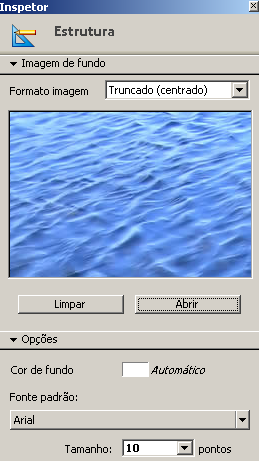 Inspetor
Estrutura
Imagem de fundo
Formato imagem Truncado (centrado)
Limpar Abrir
Opções
Cor de fundo Automático
Fonte padrão:
Arial
Tamanho: 10 pontos